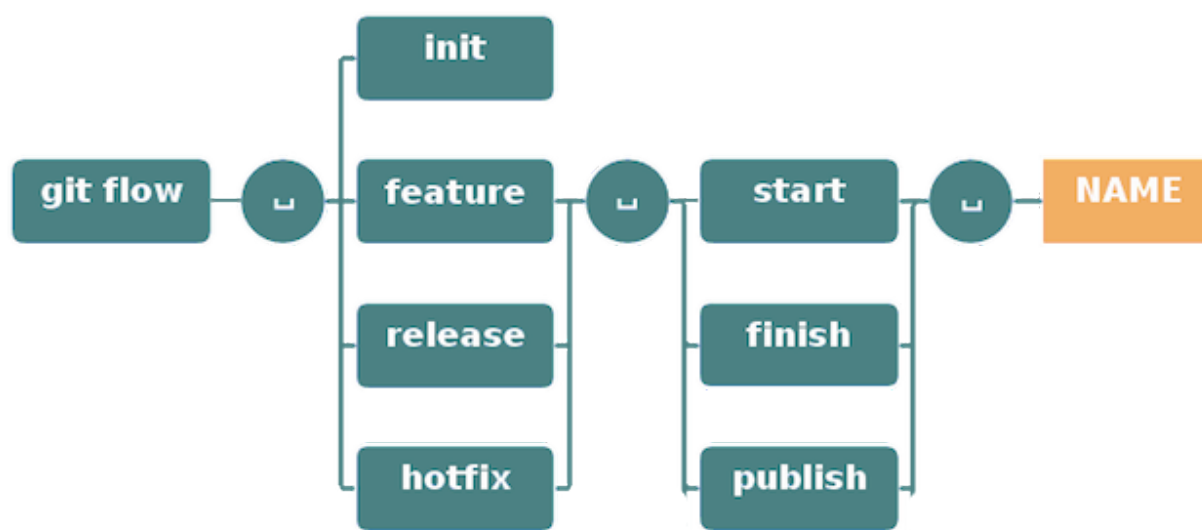 init
git flow
␣
feature
␣
start
␣
NAME
release
finish
hotfix
publish